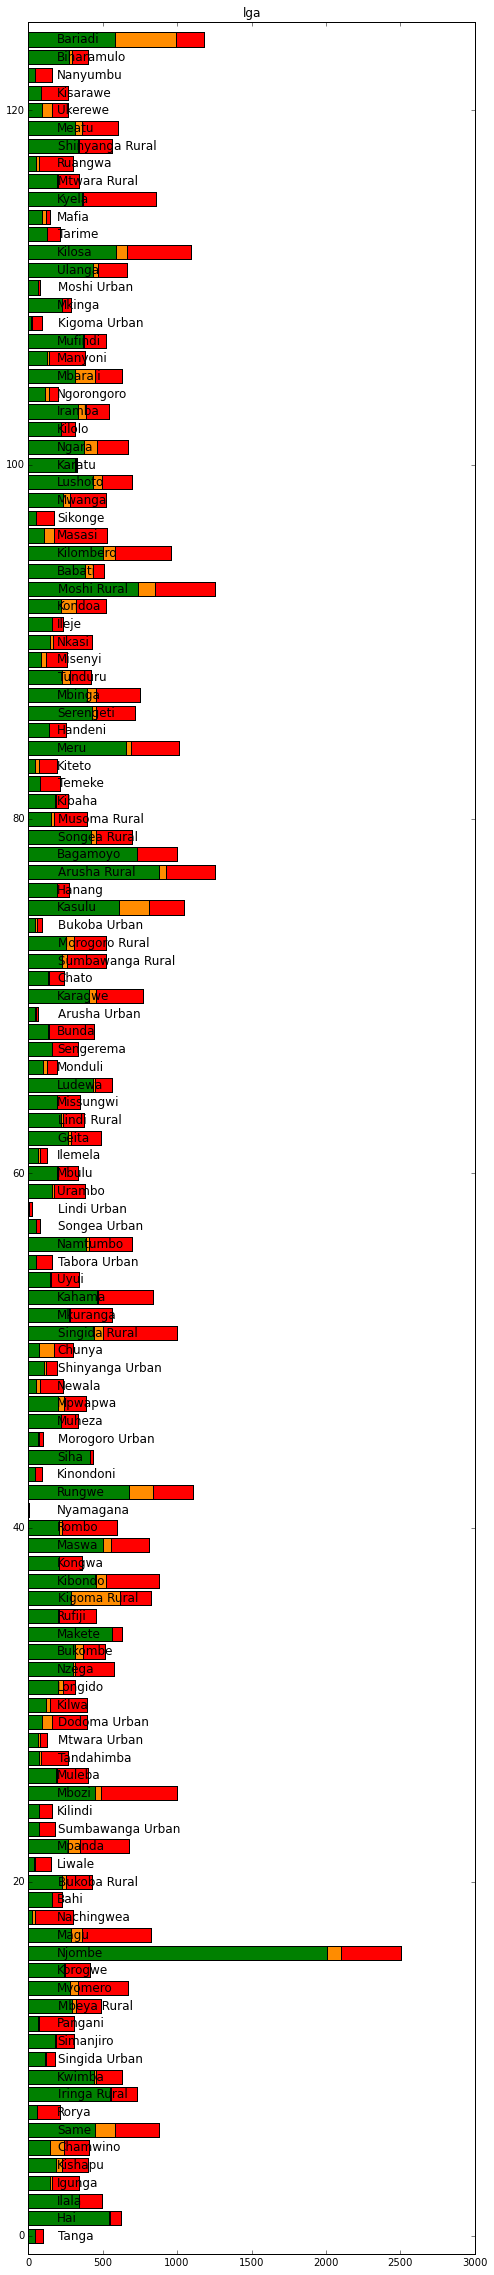 lga
Bariadi
Biharamulo
Nanyumbu
Kisarawe
120
Ukerewe
Meatu
Shinyanga Rural
Ruangwa
Mtwara Rural
Kyela
Mafia
Tarime
Kilosa
Ulanga
Moshi Urban
Mkinga
Kigoma Urban
Mufindi
Manyoni
Mbarali
Ngorongoro
Iramba
Kilolo
Ngara
100
Karatu
Lushoto
Mwanga
Sikonge
Masasi
Kilombero
Babati
Moshi Rural
Kondoa
Ileje
Nkasi
Misenyi
Tunduru
Mbinga
Serengeti
Handeni
Meru
Kiteto
Temeke
Kibaha
80
Musoma Rural
Songea Rural
Bagamoyo
Arusha Rural
Hanang
Kasulu
Bukoba Urban
Morogoro Rural
Sumbawanga Rural
Chato
Karagwe
Arusha Urban
Bunda
Sengerema
Monduli
Ludewa
Missungwi
Lindi Rural
Geita
Ilemela
60
Mbulu
Urambo
Lindi Urban
Songea Urban
Namtumbo
Tabora Urban
Uyui
Kahama
Mkuranga
Singida Rural
Chunya
Shinyanga Urban
Newala
Mpwapwa
Muheza
Morogoro Urban
Siha
Kinondoni
Rungwe
Nyamagana
40
Rombo
Maswa
Kongwa
Kibondo
Kigoma Rural
Rufiji
Makete
Bukombe
Nzega
Longido
Kilwa
Dodoma Urban
Mtwara Urban
Tandahimba
Muleba
Mbozi
Kilindi
Sumbawanga Urban
Mpanda
Liwale
20
Bukoba Rural
Bahi
Nachingwea
Magu
Njombe
Korogwe
Mvomero
Mbeya Rural
Pangani
Simanjiro
Singida Urban
Kwimba
Iringa Rural
Rorya
Same
Chamwino
Kishapu
Igunga
Ilala
Hai
0
Tanga
0 500 1000 1500 2000 2500 3000